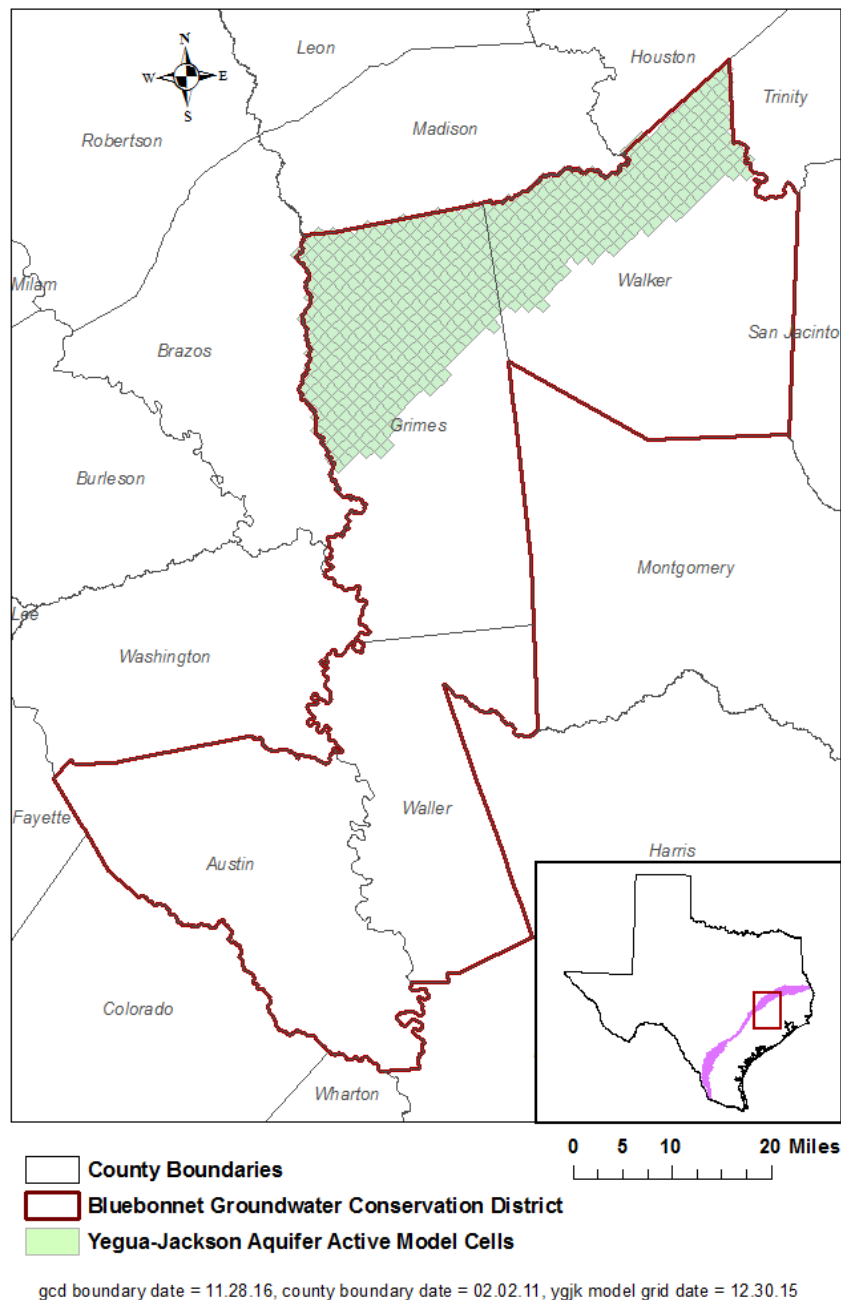 Leon
Houston
N
Trinity
W
E
S
Madison
Robertson
Walker
Milam
San Jacinto
Brazos
Grimes
Burleson
Montgomery
Lee
Washington
Waller
Fayette
Harris
Austin
Colorado
Wharton
0 5 10 20 Miles
County Boundaries
Bluebonnet Groundwater Conservation District
Yegua-Jackson Aquifer Active Model Cells
gcd boundary date = 11.28.16, county boundary date = 02.02.11, ygjk model grid date = 12.30.15